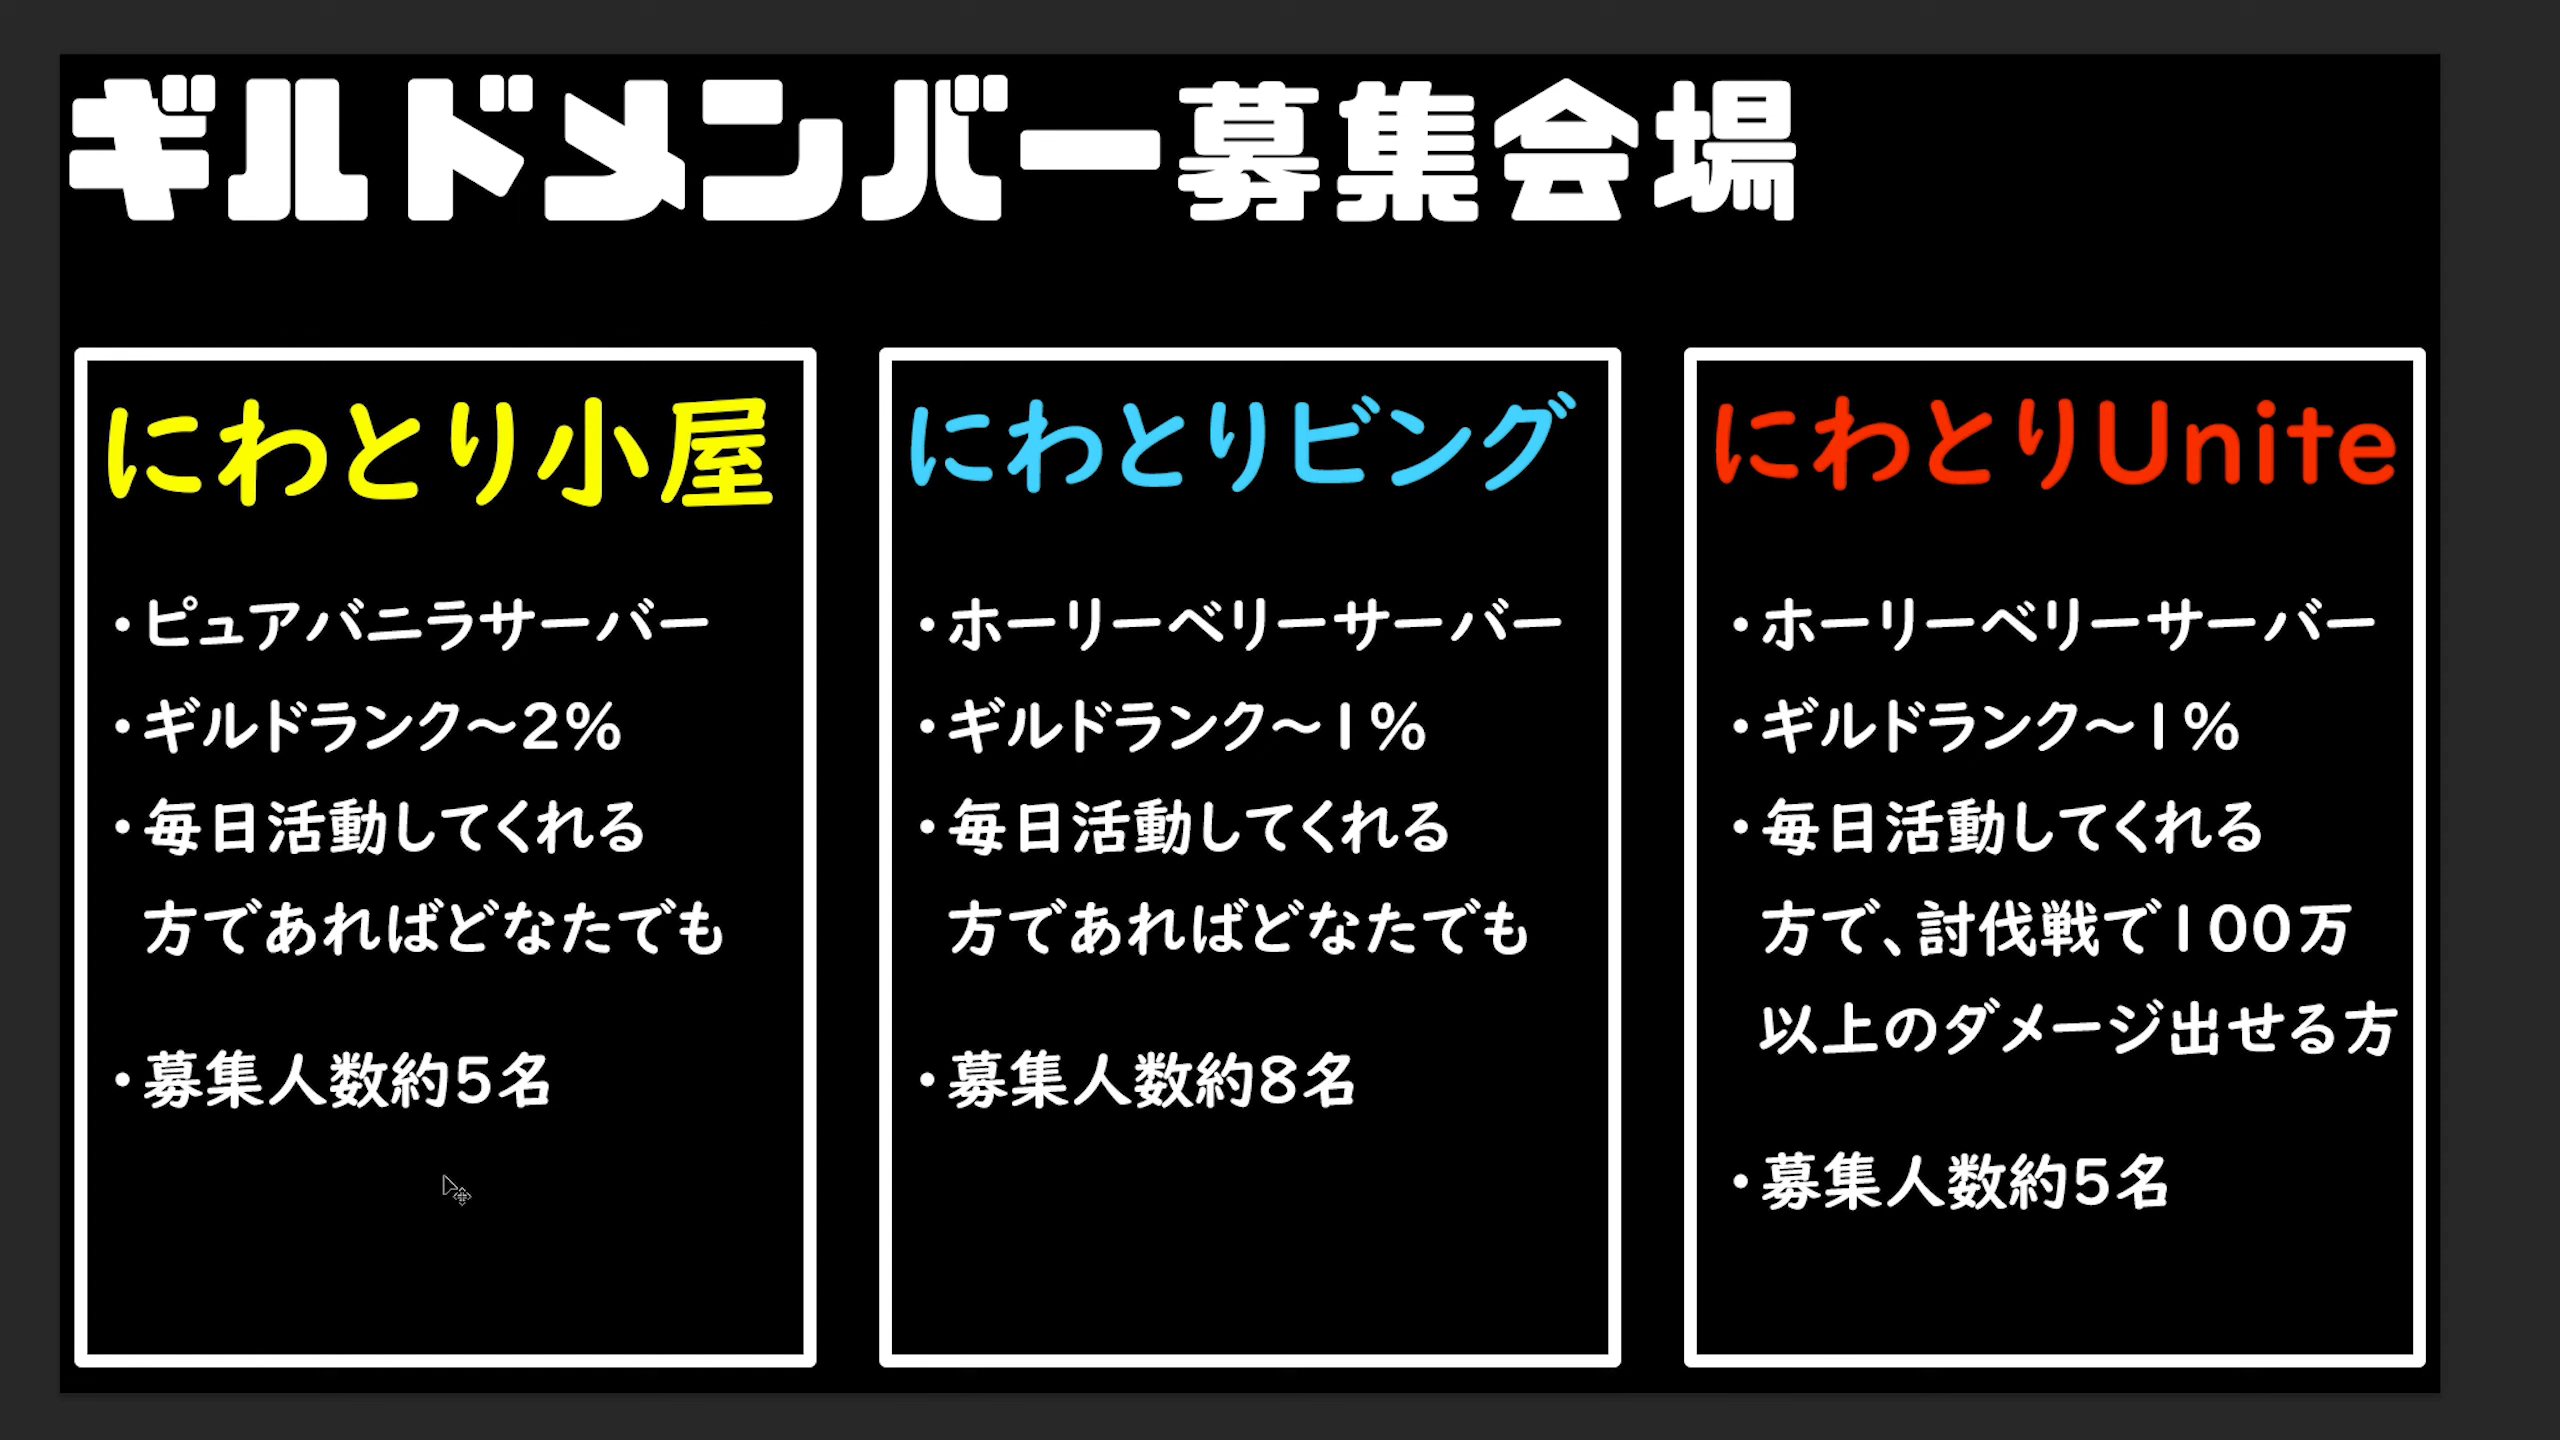 ギルドメンバー募集会場
にわとり小屋
・ピュアバニラサーバー
・ギルドランク～2%
・毎日活動してくれる
方であればどなたでも
・募集人数約5名
にわとりビング
・ホーリーベリーサーバー
・ギルドランク～1%
・毎日活動してくれる
方であればどなたでも
・募集人数約8名
にわとりUnite
・ホーリーベリーサーバー
・ギルドランク～1%
・毎日活動してくれる
方で、討伐戦で100万
以上のダメージ出せる方
・募集人数約5名